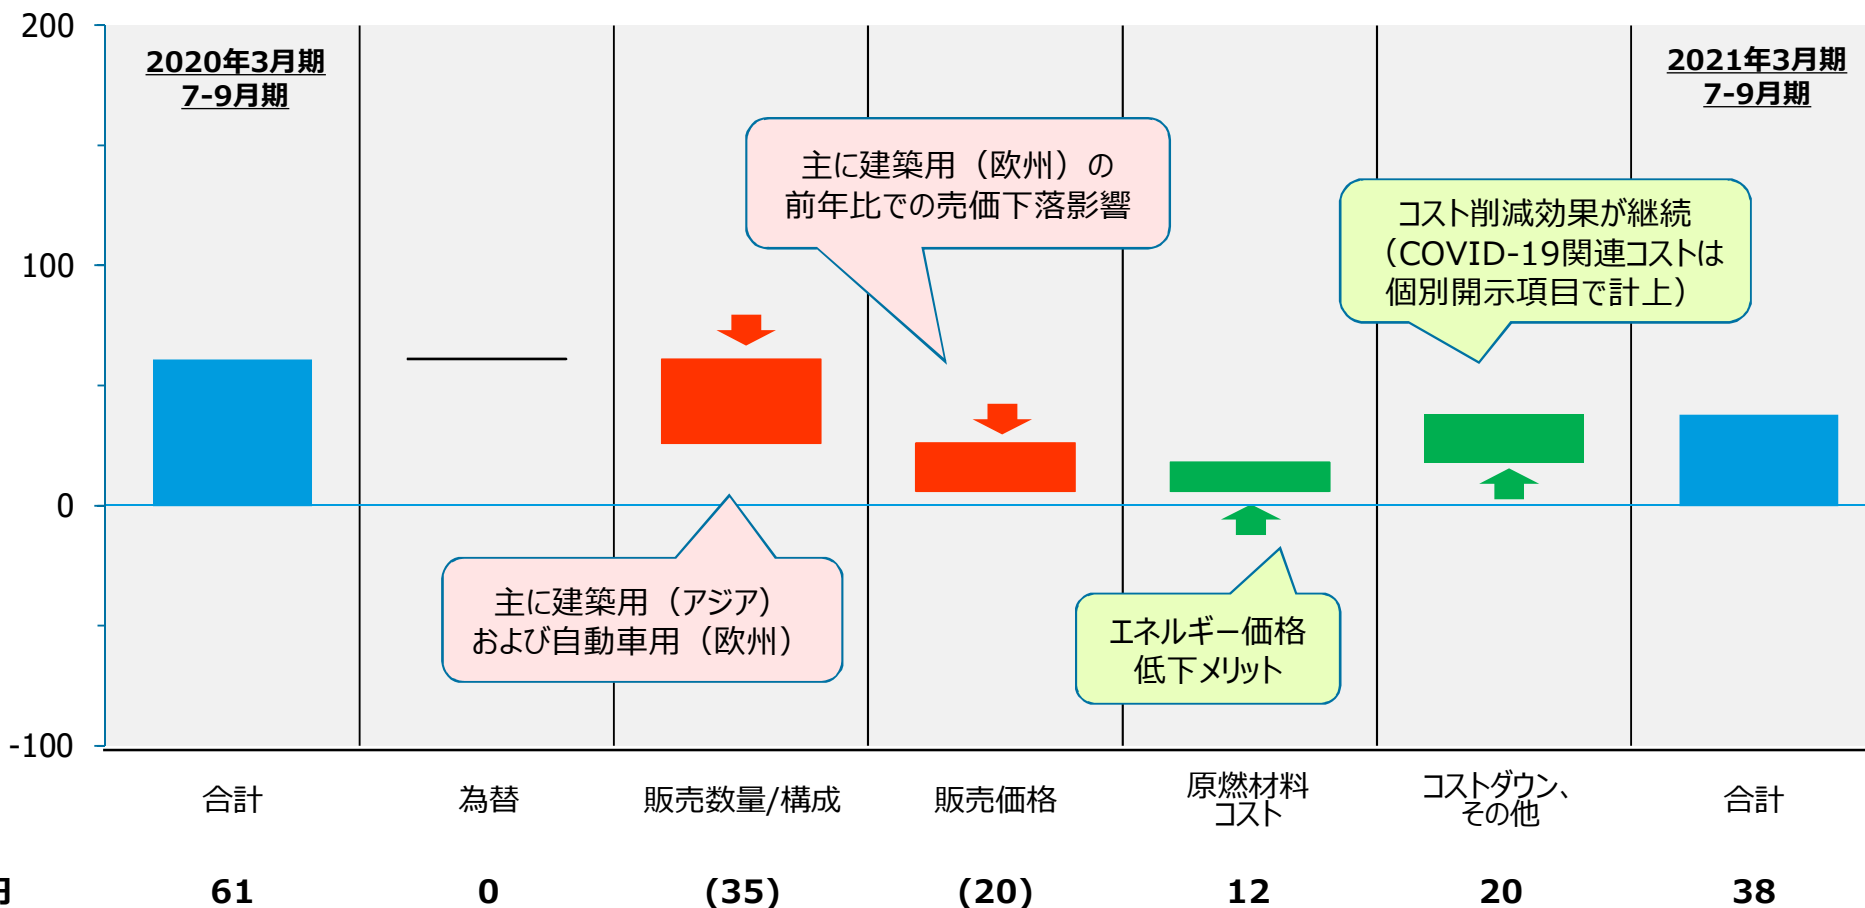 200
100
0
-100
2020年3月期
7-9月期
2021年3月期
7-9月期
主に建築用（欧州）の
前年比での売価下落影響
コスト削減効果が継続
（COVID-19関連コストは
個別開示項目で計上）
主に建築用（アジア）
および自動車用（欧州）
エネルギー価格
低下メリット
合計
為替
販売数量/構成
販売価格
原燃材料
コスト
コストダウン、
その他
合計
円 61 0 (35) (20) 12 20 38